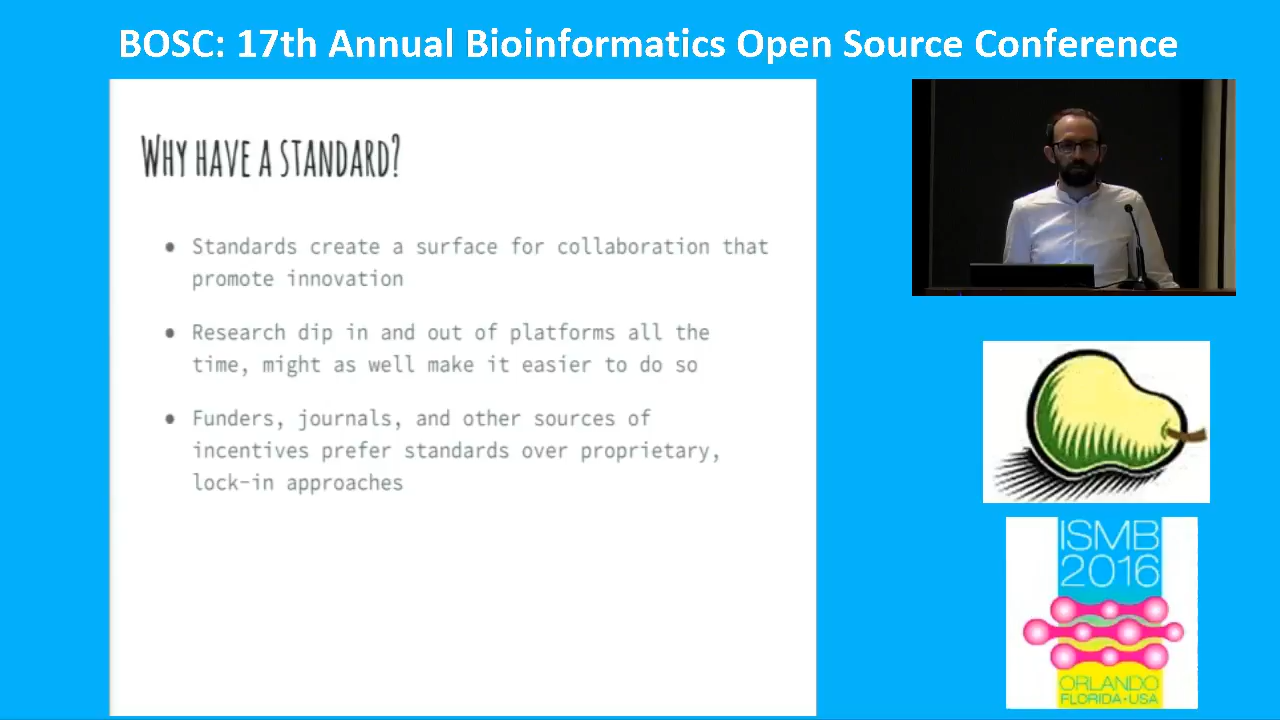 BOSC: 17th Annual Bioinformatics Open Source Conference
WHY HAVE A STANDARD?
• Standards create a surface for collaboration that
promote innovation
• Research dip in and out of platforms all the
time, might as well make it easier to do so
• Funders, journals, and other sources of
incentives prefer standards over proprietary,
lock-in approaches
ISMB
2016
ORLANDO
FLORIDA•USA